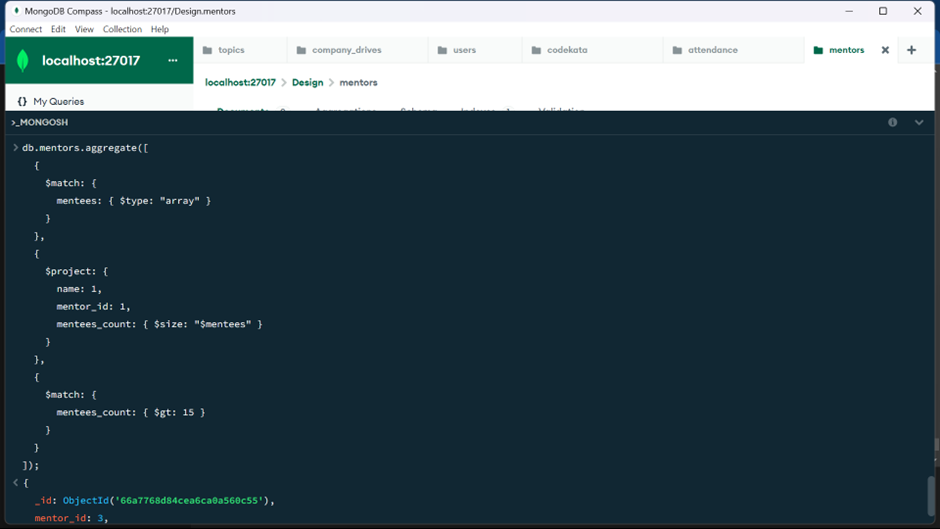 MongoDB Compass - localhost:27017/Design.mentors
Connect Edit View Collection Help
localhost:27017 ...
topics company_drives users codekata attendance mentors
localhost:27017 > Design > mentors
{} My Queries
>_MONGOSH
> db.mentors.aggregate([
{
$match: {
mentees: { $type: "array" }
}
},
{
$project: {
name: 1,
mentor_id: 1,
mentees_count: { $size: "$mentees" }
}
},
{
$match: {
mentees_count: { $gt: 15 }
}
}
]);
< {
_id: ObjectId('66a7768d84cea6ca0a560c55'),
mentor_id: 3,